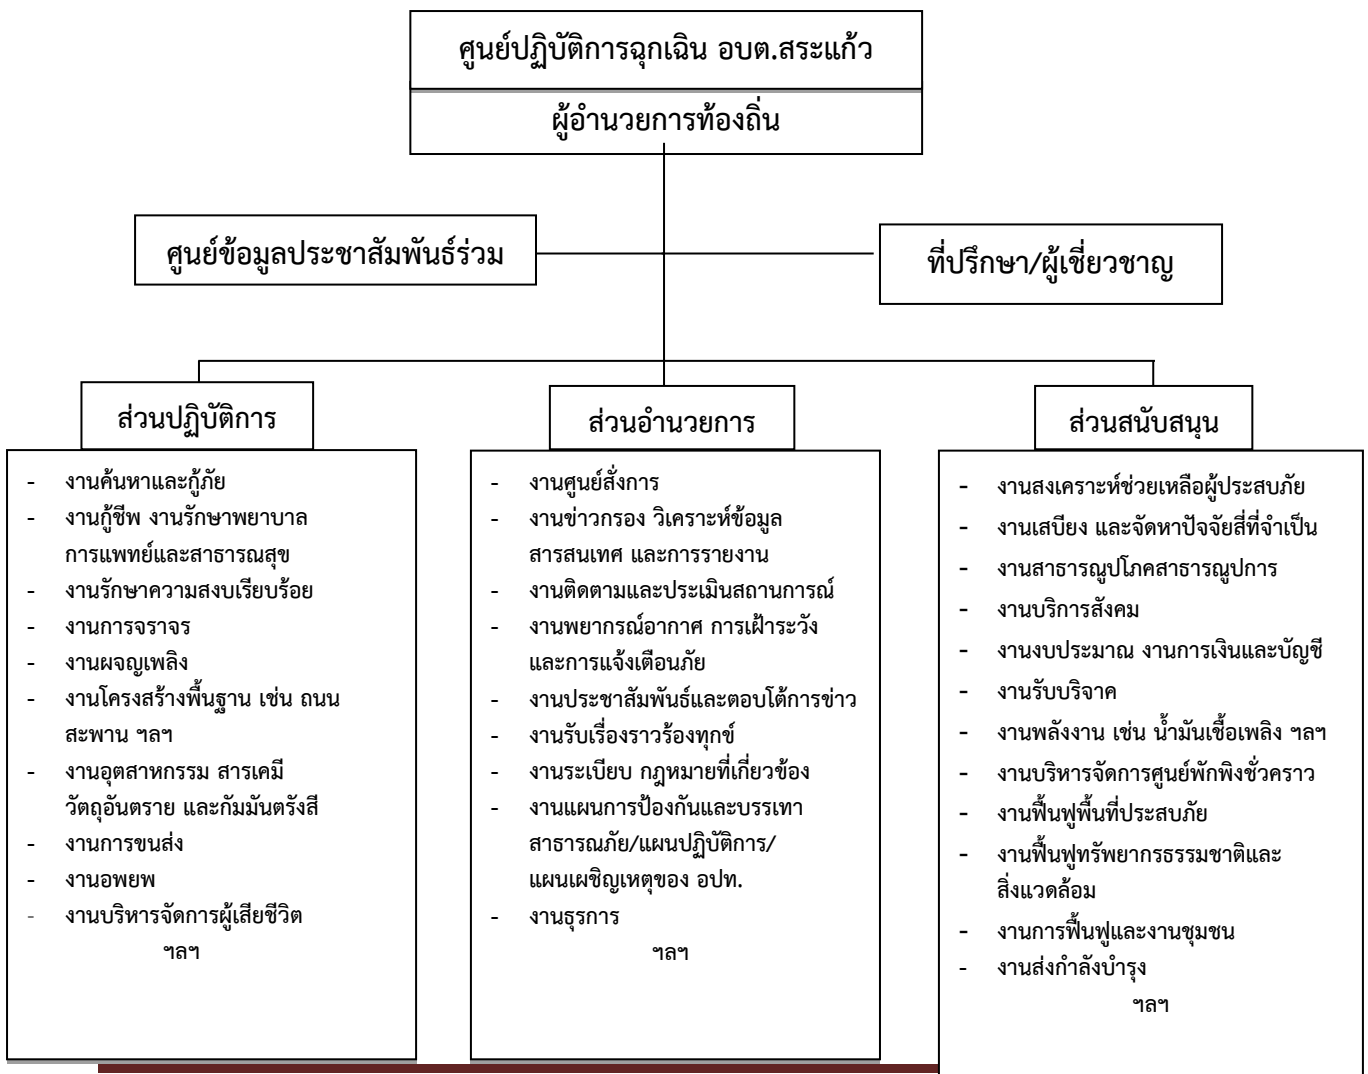 ศูนย์ปฏิบัติการฉุกเฉิน อบต.สระแก้ว
ผู้อำนวยการท้องถิ่น
ศูนย์ข้อมูลประชาสัมพันธ์ร่วม
ที่ปรึกษา/ผู้เชี่ยวชาญ
ส่วนปฏิบัติการ
- งานค้นหาและกู้ภัย
- งานกู้ชีพ งานรักษาพยาบาล
การแพทย์และสาธารณสุข
- งานรักษาความสงบเรียบร้อย
- งานการจราจร
- งานผจญเพลิง
- งานโครงสร้างพื้นฐาน เช่น ถนน
สะพาน ฯลฯ
- งานอุตสาหกรรม สารเคมี
วัตถุอันตราย และกัมมันตรังสี
- งานการขนส่ง
- งานอพยพ
- งานบริหารจัดการผู้เสียชีวิต
ฯลฯ
ส่วนอำนวยการ
- งานศูนย์สั่งการ
- งานข่าวกรอง วิเคราะห์ข้อมูล
สารสนเทศ และการรายงาน
- งานติดตามและประเมินสถานการณ์
- งานพยากรณ์อากาศ การเฝ้าระวัง
และการแจ้งเตือนภัย
- งานประชาสัมพันธ์และตอบโต้การข่าว
- งานรับเรื่องราวร้องทุกข์
- งานระเบียบ กฎหมายที่เกี่ยวข้อง
- งานแผนการป้องกันและบรรเทา
สาธารณภัย/แผนปฏิบัติการ/
แผนเผชิญเหตุของ อปท.
- งานธุรการ
ฯลฯ
ส่วนสนับสนุน
- งานสงเคราะห์ช่วยเหลือผู้ประสบภัย
- งานเสบียง และจัดหาปัจจัยสี่ที่จำเป็น
- งานสาธารณูปโภคสาธารณูปการ
- งานบริการสังคม
- งานงบประมาณ งานการเงินและบัญชี
- งานรับบริจาค
- งานพลังงาน เช่น น้ำมันเชื้อเพลิง ฯลฯ
- งานบริหารจัดการศูนย์พักพิงชั่วคราว
- งานฟื้นฟูพื้นที่ประสบภัย
- งานฟื้นฟูทรัพยากรธรรมชาติและ
สิ่งแวดล้อม
- งานการฟื้นฟูและงานชุมชน
- งานส่งกำลังบำรุง
ฯลฯ